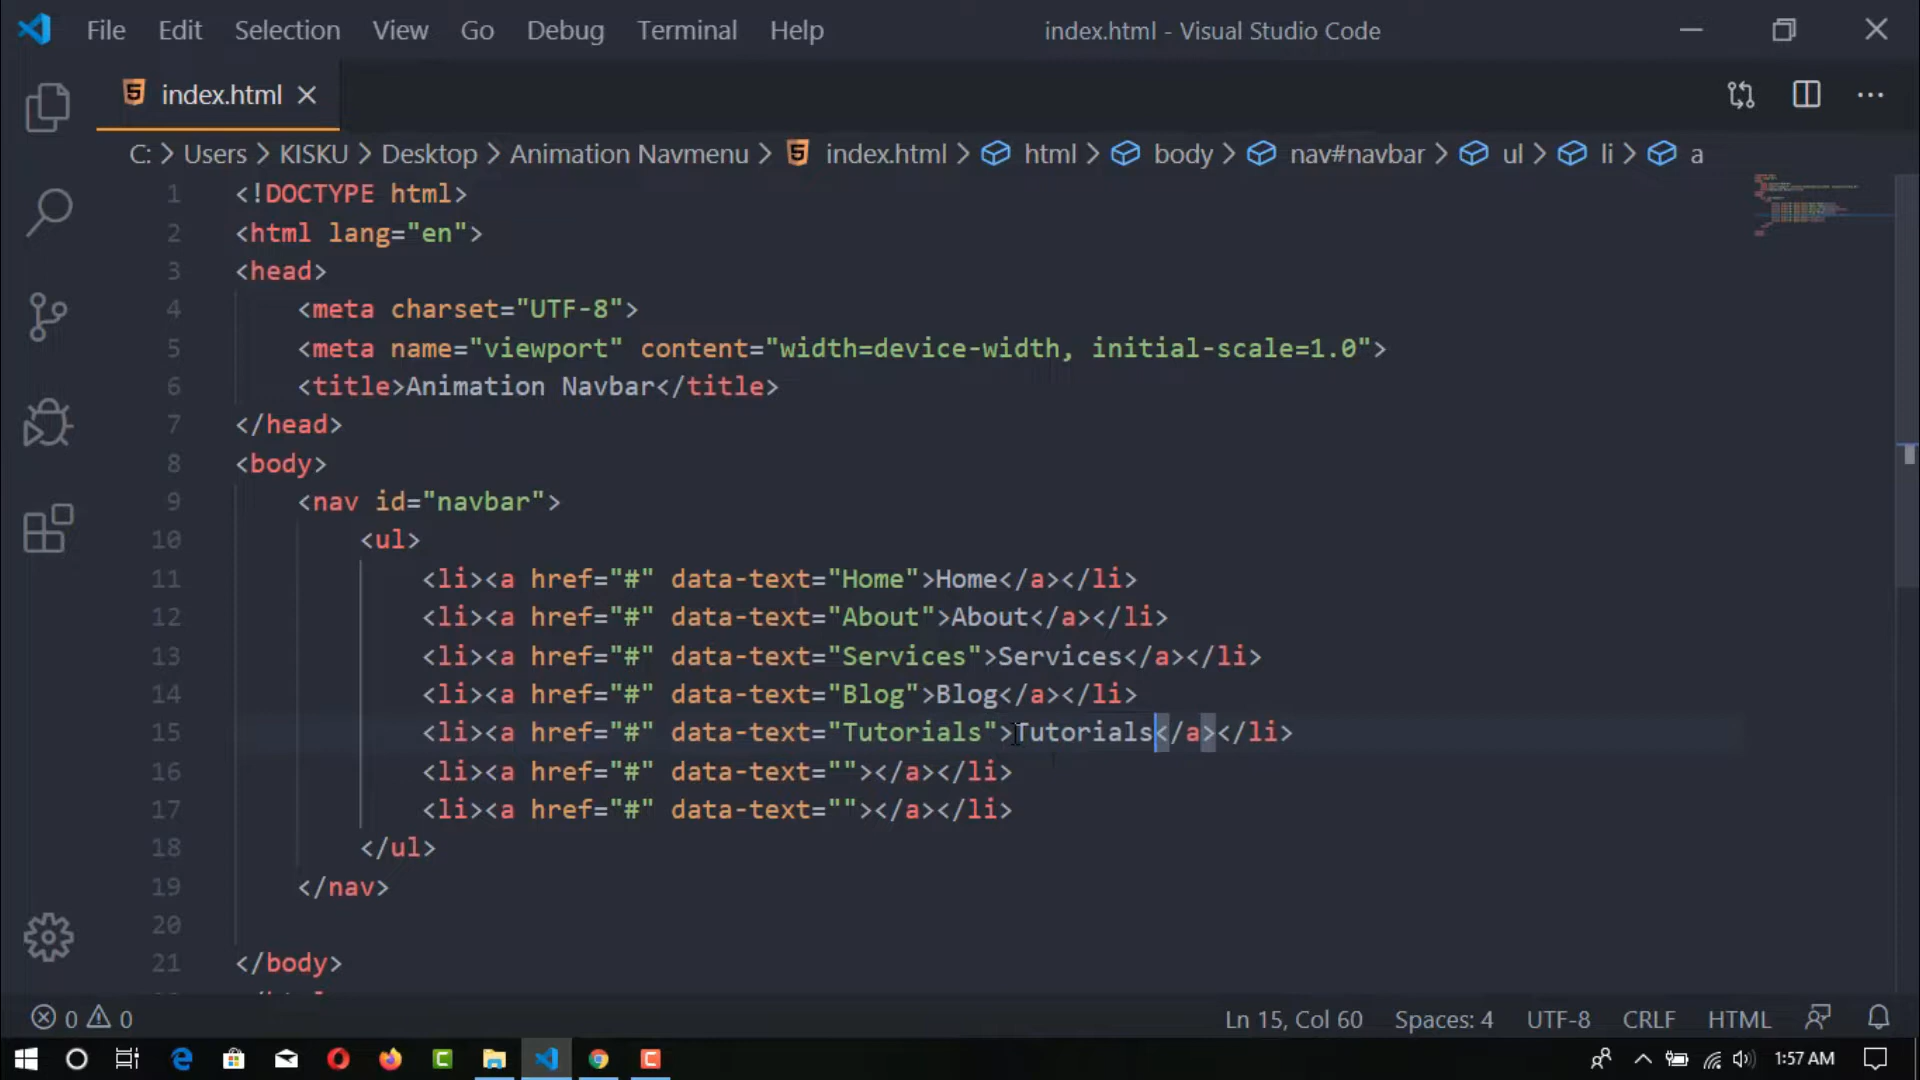 File Edit Selection View Go Debug Terminal Help index.html - Visual Studio Code
index.html
C: > Users > KISKU > Desktop > Animation Navmenu > index.html > html > body > nav#navbar > ul > li > a
1 <!DOCTYPE html>
2 <html lang="en">
3 <head>
4 <meta charset="UTF-8">
5 <meta name="viewport" content="width=device-width, initial-scale=1.0">
6 <title>Animation Navbar</title>
7 </head>
8 <body>
9 <nav id="navbar">
10 <ul>
11 <li><a href="#" data-text="Home">Home</a></li>
12 <li><a href="#" data-text="About">About</a></li>
13 <li><a href="#" data-text="Services">Services</a></li>
14 <li><a href="#" data-text="Blog">Blog</a></li>
15 <li><a href="#" data-text="Tutorials">Tutorials</a></li>
16 <li><a href="#" data-text=""></a></li>
17 <li><a href="#" data-text=""></a></li>
18 </ul>
19 </nav>
20
21 </body>
0 0 Ln 15, Col 60 Spaces: 4 UTF-8 CRLF HTML
1:57 AM